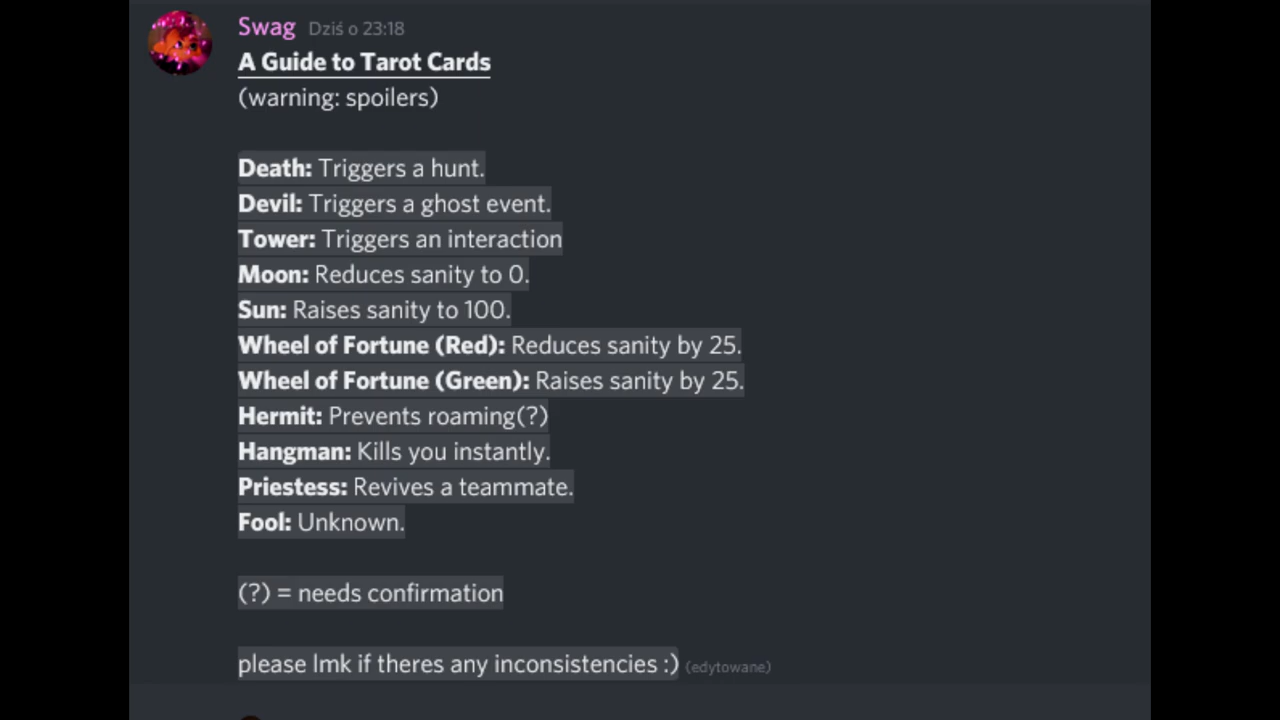 Swag Dziś o 23:18
A Guide to Tarot Cards
(warning: spoilers)
Death: Triggers a hunt.
Devil: Triggers a ghost event.
Tower: Triggers an interaction
Moon: Reduces sanity to 0.
Sun: Raises sanity to 100.
Wheel of Fortune (Red): Reduces sanity by 25.
Wheel of Fortune (Green): Raises sanity by 25.
Hermit: Prevents roaming(?)
Hangman: Kills you instantly.
Priestess: Revives a teammate.
Fool: Unknown.
(?) = needs confirmation
please lmk if theres any inconsistencies :) (edytowane)